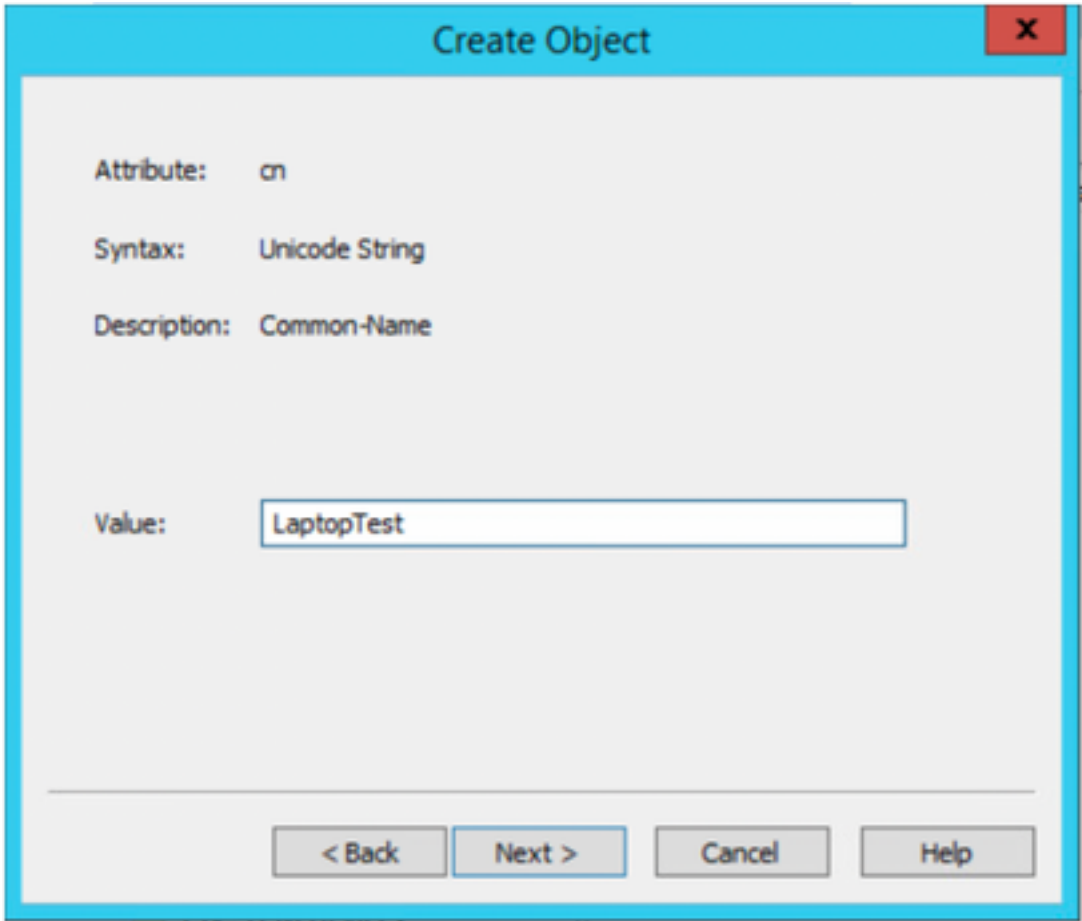 Create Object
x
Attribute: cn
Syntax: Unicode String
Description: Common-Name
Value: LaptopTest
< Back Next > Cancel Help